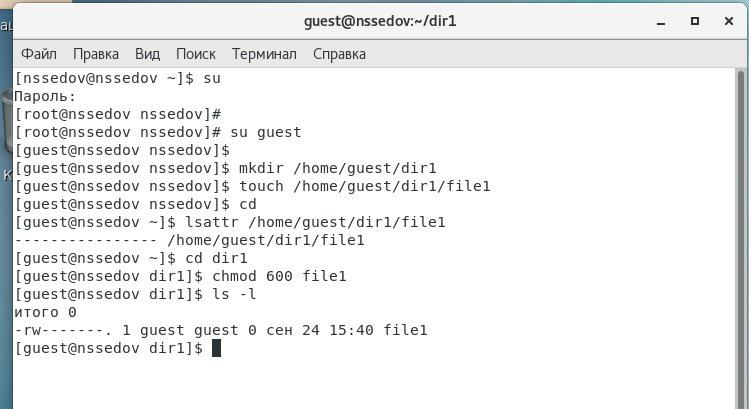 guest@nssedov:~/dir1
Файл Правка Вид Поиск Терминал Справка
[nssedov@nssedov ~]$ su
Пароль:
[root@nssedov nssedov]#
[root@nssedov nssedov]# su guest
[guest@nssedov nssedov]$
[guest@nssedov nssedov]$ mkdir /home/guest/dir1
[guest@nssedov nssedov]$ touch /home/guest/dir1/file1
[guest@nssedov nssedov]$ cd
[guest@nssedov ~]$ lsattr /home/guest/dir1/file1
---------------- /home/guest/dir1/file1
[guest@nssedov ~]$ cd dir1
[guest@nssedov dir1]$ chmod 600 file1
[guest@nssedov dir1]$ ls -l
итого 0
-rw-------. 1 guest guest 0 сен 24 15:40 file1
[guest@nssedov dir1]$